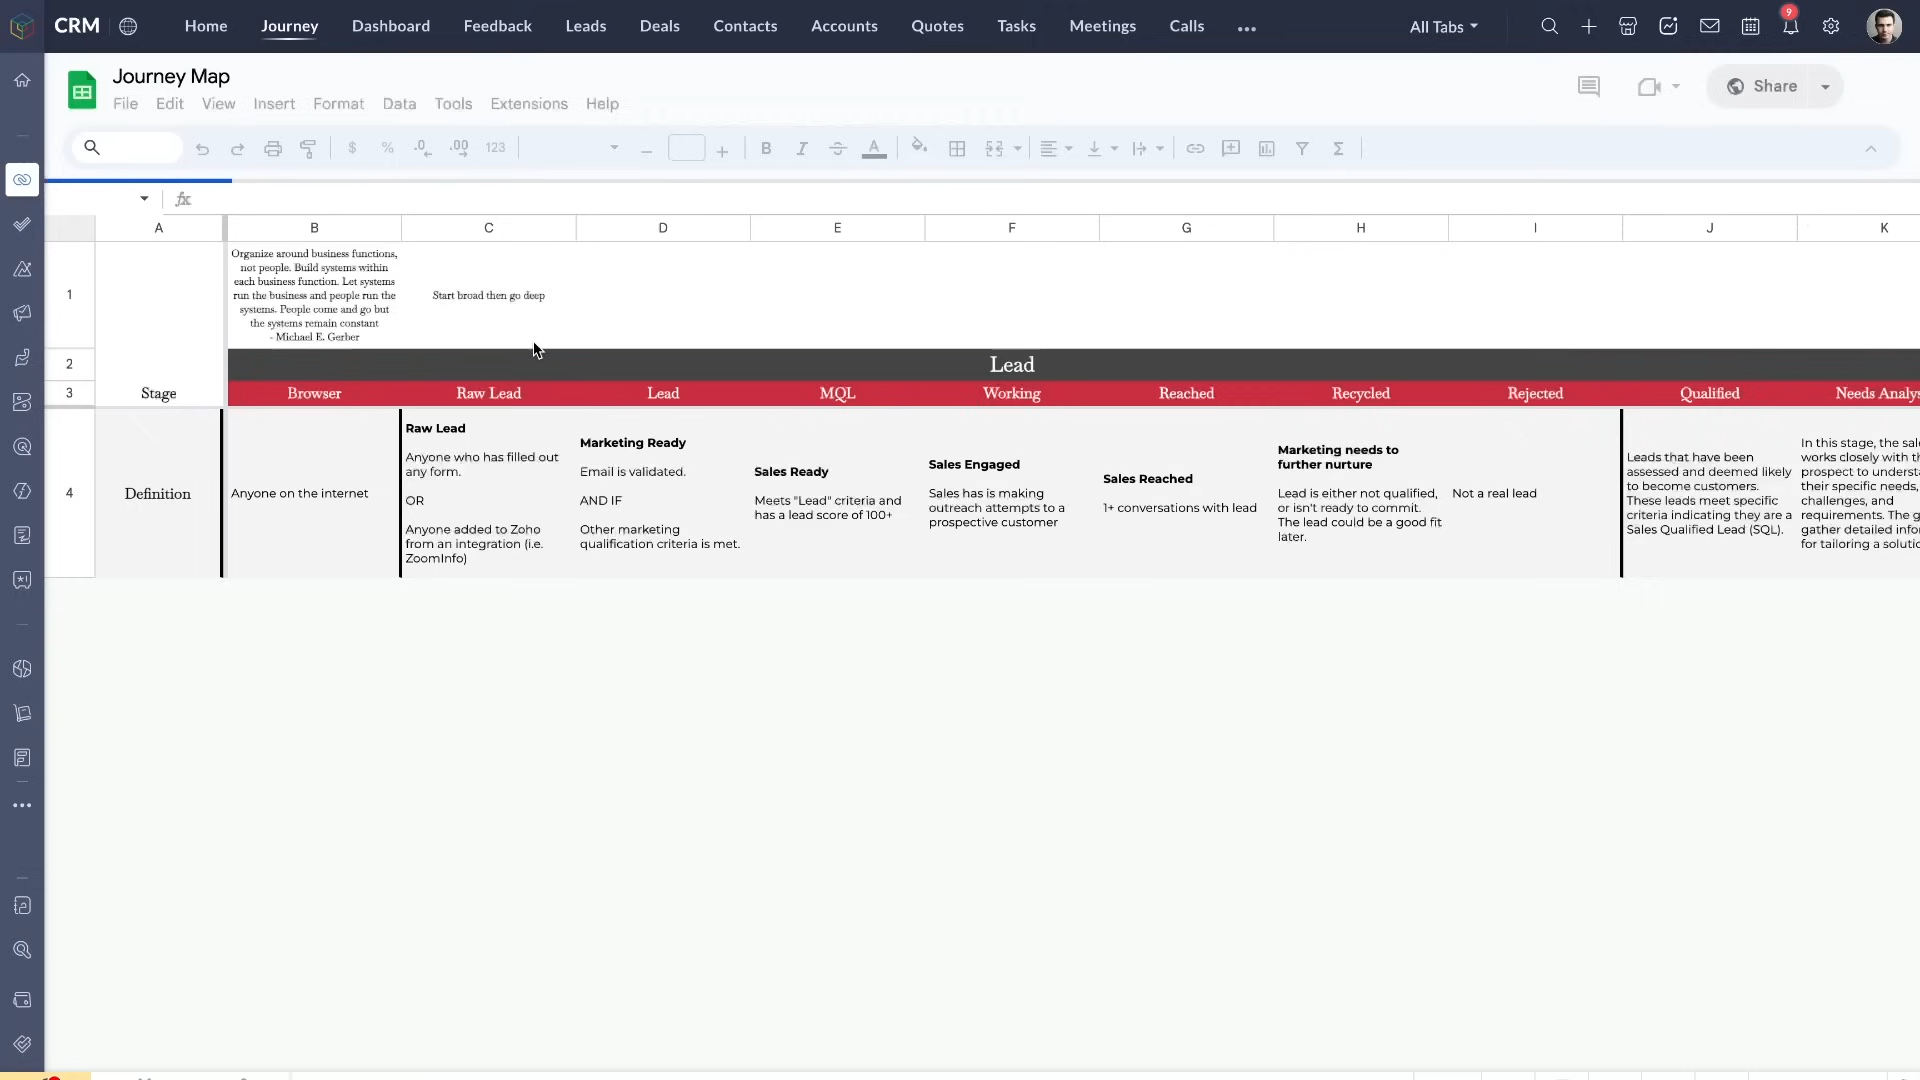 CRM
Home
Journey
Dashboard
Feedback
Leads
Deals
Contacts
Accounts
Quotes
Tasks
Meetings
Calls
All Tabs
9
Journey Map
File
Edit
View
Insert
Format
Data
Tools
Extensions
Help
Share
$
%
.0
.00
123
B
I
S
A
Σ
fx
A
B
C
D
E
F
G
H
I
J
K
1
Organize around business functions,
not people. Build systems within
each business function. Let systems
run the business and people run the
systems. People come and go but
the systems remain constant
- Michael E. Gerber
Start broad then go deep
2
Lead
3
Stage
Browser
Raw Lead
Lead
MQL
Working
Reached
Recycled
Rejected
Qualified
Needs Analys
4
Definition
Anyone on the internet
Raw Lead
Anyone who has filled out
any form.
OR
Anyone added to Zoho
from an integration (i.e.
ZoomInfo)
Marketing Ready
Email is validated.
AND IF
Other marketing
qualification criteria is met.
Sales Ready
Meets "Lead" criteria and
has a lead score of 100+
Sales Engaged
Sales has is making
outreach attempts to a
prospective customer
Sales Reached
1+ conversations with lead
Marketing needs to
further nurture
Lead is either not qualified,
or isn't ready to commit.
The lead could be a good fit
later.
Not a real lead
Leads that have been
assessed and deemed likely
to become customers.
These leads meet specific
criteria indicating they are a
Sales Qualified Lead (SQL).
In this stage, the sal
works closely with th
prospect to understa
their specific needs,
challenges, and
requirements. The g
gather detailed infor
for tailoring a solutio